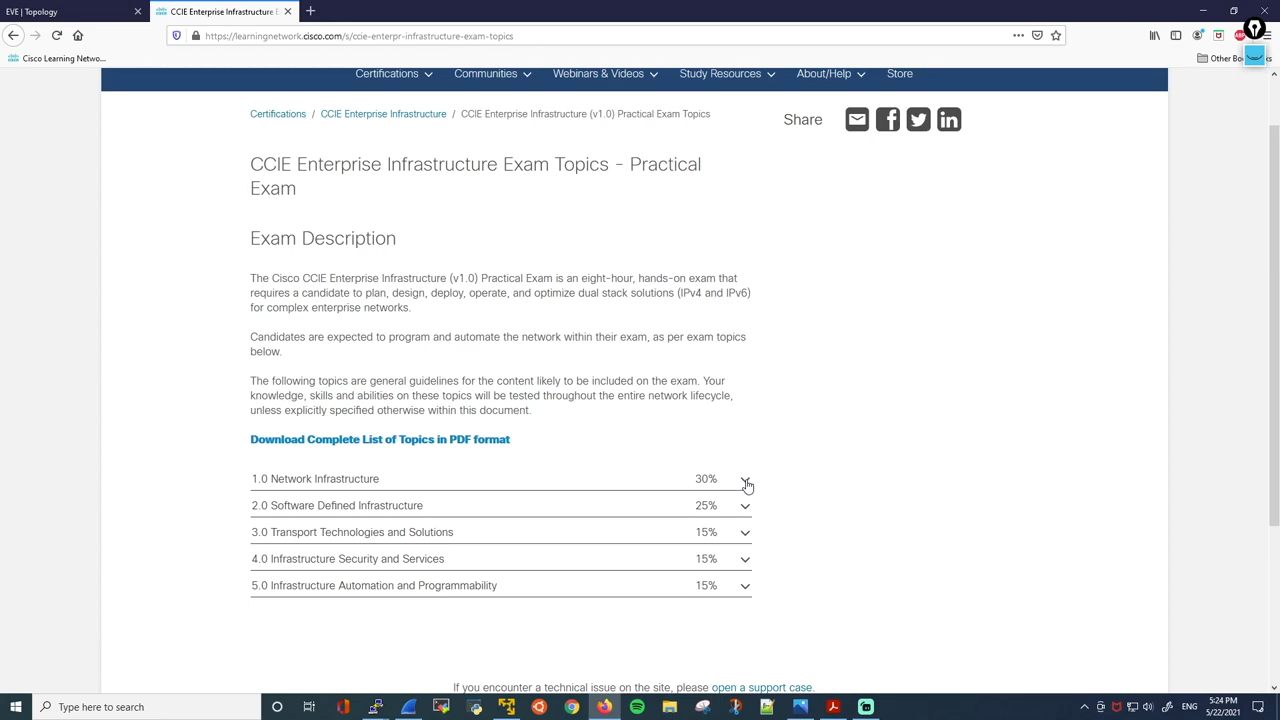 EVE | Topology
CCIE Enterprise Infrastructure E
https://learningnetwork.cisco.com/s/ccie-enterpr-infrastructure-exam-topics
Cisco Learning Netwo...
Certifications
Communities
Webinars & Videos
Study Resources
About/Help
Store
Certifications / CCIE Enterprise Infrastructure / CCIE Enterprise Infrastructure (v1.0) Practical Exam Topics
Share
CCIE Enterprise Infrastructure Exam Topics - Practical
Exam
Exam Description
The Cisco CCIE Enterprise Infrastructure (v1.0) Practical Exam is an eight-hour, hands-on exam that
requires a candidate to plan, design, deploy, operate, and optimize dual stack solutions (IPv4 and IPv6)
for complex enterprise networks.
Candidates are expected to program and automate the network within their exam, as per exam topics
below.
The following topics are general guidelines for the content likely to be included on the exam. Your
knowledge, skills and abilities on these topics will be tested throughout the entire network lifecycle,
unless explicitly specified otherwise within this document.
Download Complete List of Topics in PDF format
1.0 Network Infrastructure 30%
2.0 Software Defined Infrastructure 25%
3.0 Transport Technologies and Solutions 15%
4.0 Infrastructure Security and Services 15%
5.0 Infrastructure Automation and Programmability 15%
If you encounter a technical issue on the site, please open a support case.
Type here to search
ENG
5:24 PM
5/22/2021